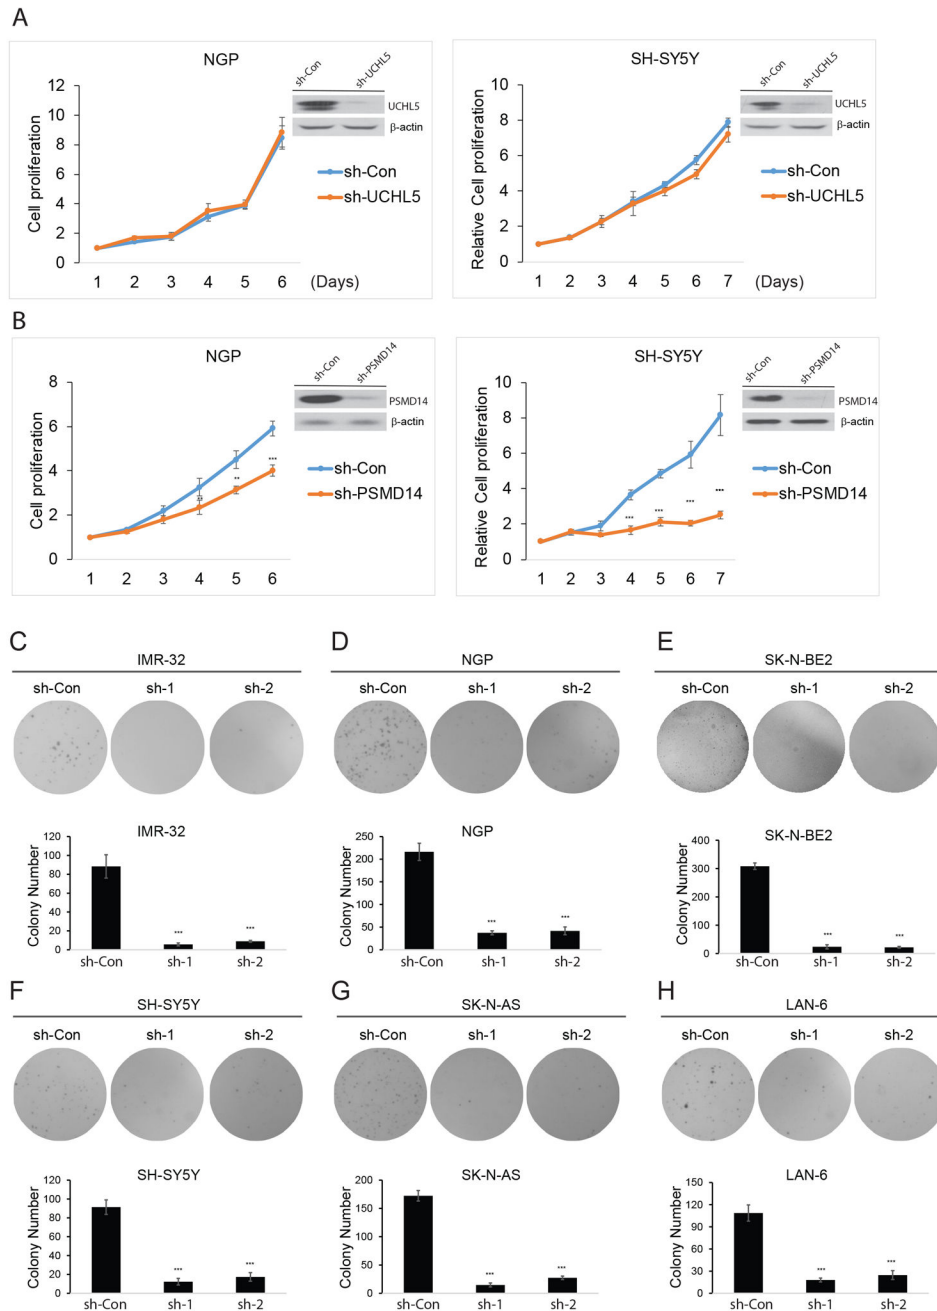 A
NGP
Cell proliferation
12
10
8
6
4
2
0
1 2 3 4 5 6 (Days)
sh-Con
sh-UCHL5
UCHL5
β-actin
sh-Con
sh-UCHL5
SH-SY5Y
Relative Cell proliferation
10
8
6
4
2
0
1 2 3 4 5 6 7 (Days)
sh-Con
sh-UCHL5
UCHL5
β-actin
sh-Con
sh-UCHL5
B
NGP
Cell proliferation
8
6
4
2
0
1 2 3 4 5 6
**
***
sh-Con
sh-PSMD14
PSMD14
β-actin
sh-Con
sh-PSMD14
SH-SY5Y
Relative Cell proliferation
10
8
6
4
2
0
1 2 3 4 5 6 7
*** *** *** ***
sh-Con
sh-PSMD14
PSMD14
β-actin
sh-Con
sh-PSMD14
C
IMR-32
sh-Con sh-1 sh-2
IMR-32
Colony Number
120
100
80
60
40
20
0
*** ***
sh-Con sh-1 sh-2
D
NGP
sh-Con sh-1 sh-2
NGP
Colony Number
250
200
150
100
50
0
*** ***
sh-Con sh-1 sh-2
E
SK-N-BE2
sh-Con sh-1 sh-2
SK-N-BE2
Colony Number
400
300
200
100
0
*** ***
sh-Con sh-1 sh-2
F
SH-SY5Y
sh-Con sh-1 sh-2
SH-SY5Y
Colony Number
120
100
80
60
40
20
0
*** ***
sh-Con sh-1 sh-2
G
SK-N-AS
sh-Con sh-1 sh-2
SK-N-AS
Colony Number
200
150
100
50
0
*** ***
sh-Con sh-1 sh-2
H
LAN-6
sh-Con sh-1 sh-2
LAN-6
Colony Number
150
120
90
60
30
0
*** ***
sh-Con sh-1 sh-2